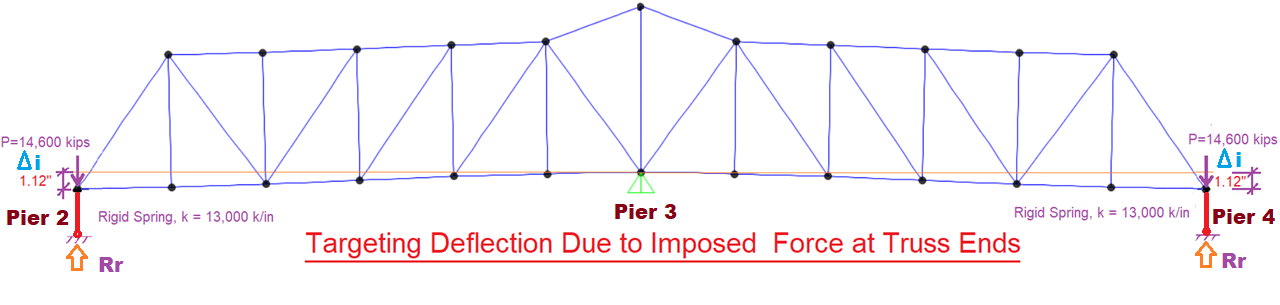 P=14,600 kips
Δi
1.12"
Pier 2
Rigid Spring, k = 13,000 k/in
Rr
Pier 3
Targeting Deflection Due to Imposed Force at Truss Ends
P=14,600 kips
Δi
1.12"
Rigid Spring, k = 13,000 k/in
Pier 4
Rr